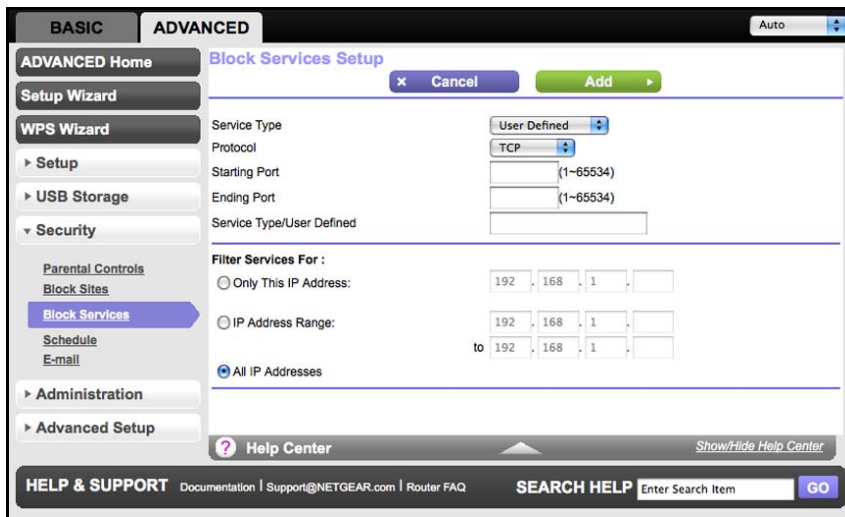 BASIC
ADVANCED
Auto
ADVANCED Home
Setup Wizard
WPS Wizard
Setup
USB Storage
Security
Parental Controls
Block Sites
Block Services
Schedule
E-mail
Administration
Advanced Setup
Block Services Setup
Cancel
Add
Service Type
User Defined
Protocol
TCP
Starting Port
(1~65534)
Ending Port
(1~65534)
Service Type/User Defined
Filter Services For :
Only This IP Address:
192 . 168 . 1 .
IP Address Range:
192 . 168 . 1 .
to 192 . 168 . 1 .
All IP Addresses
? Help Center
Show/Hide Help Center
HELP & SUPPORT Documentation | Support@NETGEAR.com | Router FAQ
SEARCH HELP Enter Search Item GO